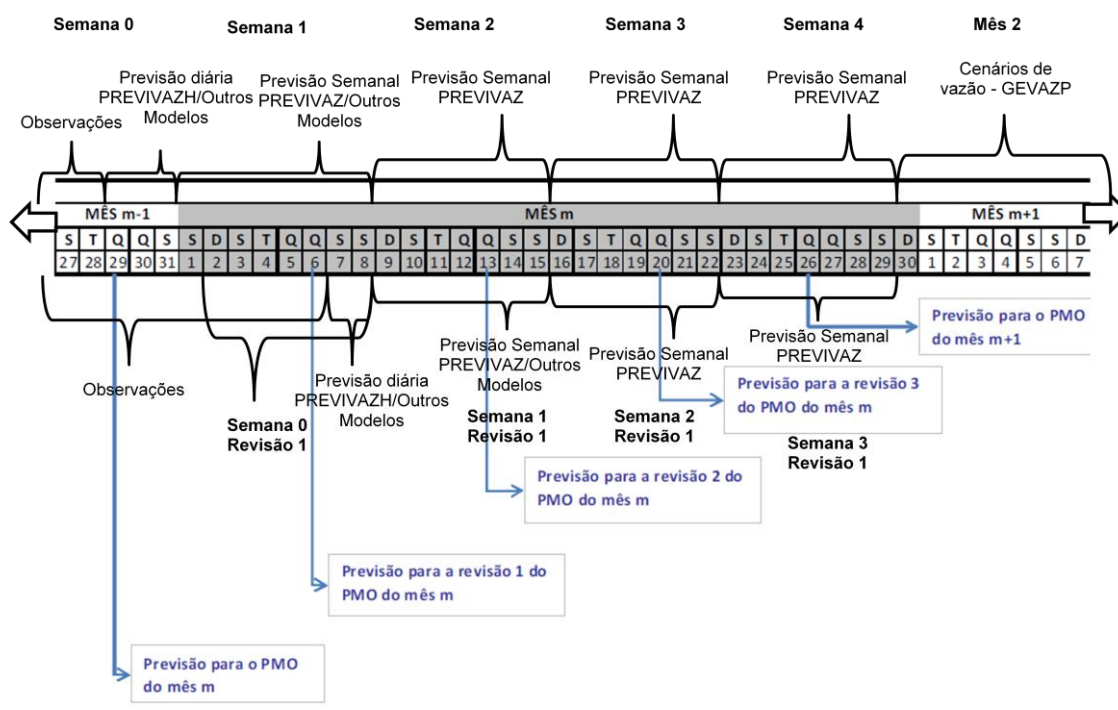 Semana 0
Semana 1
Semana 2
Semana 3
Semana 4
Mês 2
Observações
Previsão diária
PREVIVAZH/Outros
Modelos
Previsão Semanal
PREVIVAZ/Outros
Modelos
Previsão Semanal
PREVIVAZ
Previsão Semanal
PREVIVAZ
Previsão Semanal
PREVIVAZ
Cenários de
vazão - GEVAZP
MÊS m-1 MÊS m MÊS m+1
S T Q Q S S D S T Q Q S S D S T Q Q S S D S T Q Q S S D S T Q Q S S D S T Q Q S S D
27 28 29 30 31 1 2 3 4 5 6 7 8 9 10 11 12 13 14 15 16 17 18 19 20 21 22 23 24 25 26 27 28 29 30 1 2 3 4 5 6 7
Observações
Semana 0
Revisão 1
Previsão diária
PREVIVAZH/Outros
Modelos
Previsão Semanal
PREVIVAZ/Outros
Modelos
Semana 1
Revisão 1
Previsão Semanal
PREVIVAZ
Semana 2
Revisão 1
Previsão Semanal
PREVIVAZ
Semana 3
Revisão 1
Previsão para o PMO
do mês m+1
Previsão para a revisão 3
do PMO do mês m
Previsão para a revisão 2 do
PMO do mês m
Previsão para a revisão 1 do
PMO do mês m
Previsão para o PMO
do mês m